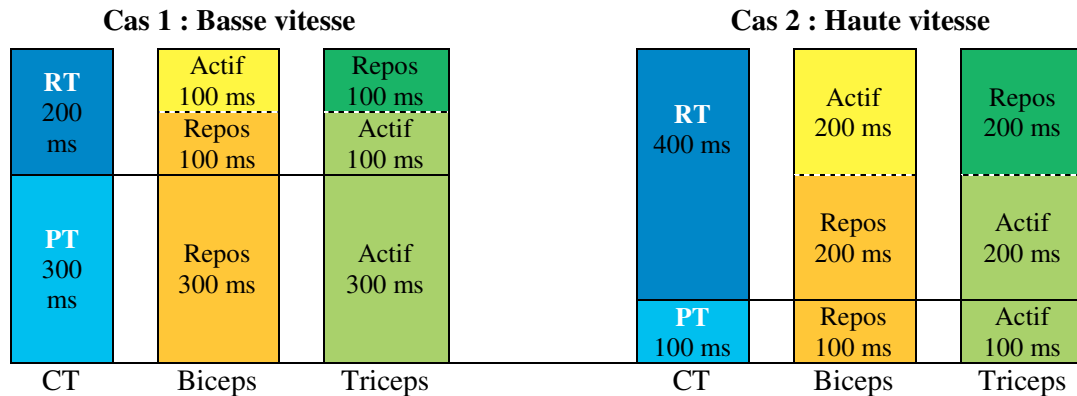 Cas 1 : Basse vitesse
RT
200
ms
PT
300
ms
CT
Actif
100 ms
Repos
100 ms
Repos
300 ms
Biceps
Repos
100 ms
Actif
100 ms
Actif
300 ms
Triceps
Cas 2 : Haute vitesse
RT
400 ms
PT
100 ms
CT
Actif
200 ms
Repos
200 ms
Repos
100 ms
Biceps
Repos
200 ms
Actif
200 ms
Actif
100 ms
Triceps